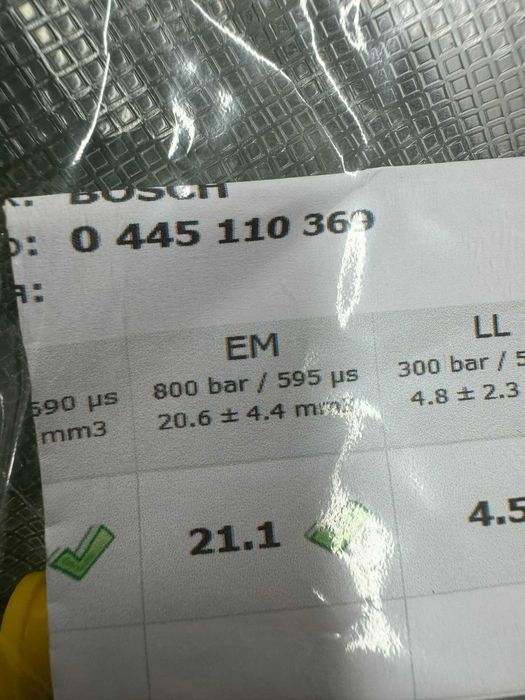 BOSCH
0 445 110 369
EM
LL
800 bar / 595 µs
300 bar / 5
590 µs
20.6 ± 4.4 mm3
4.8 ± 2.3
mm3
21.1
4.5